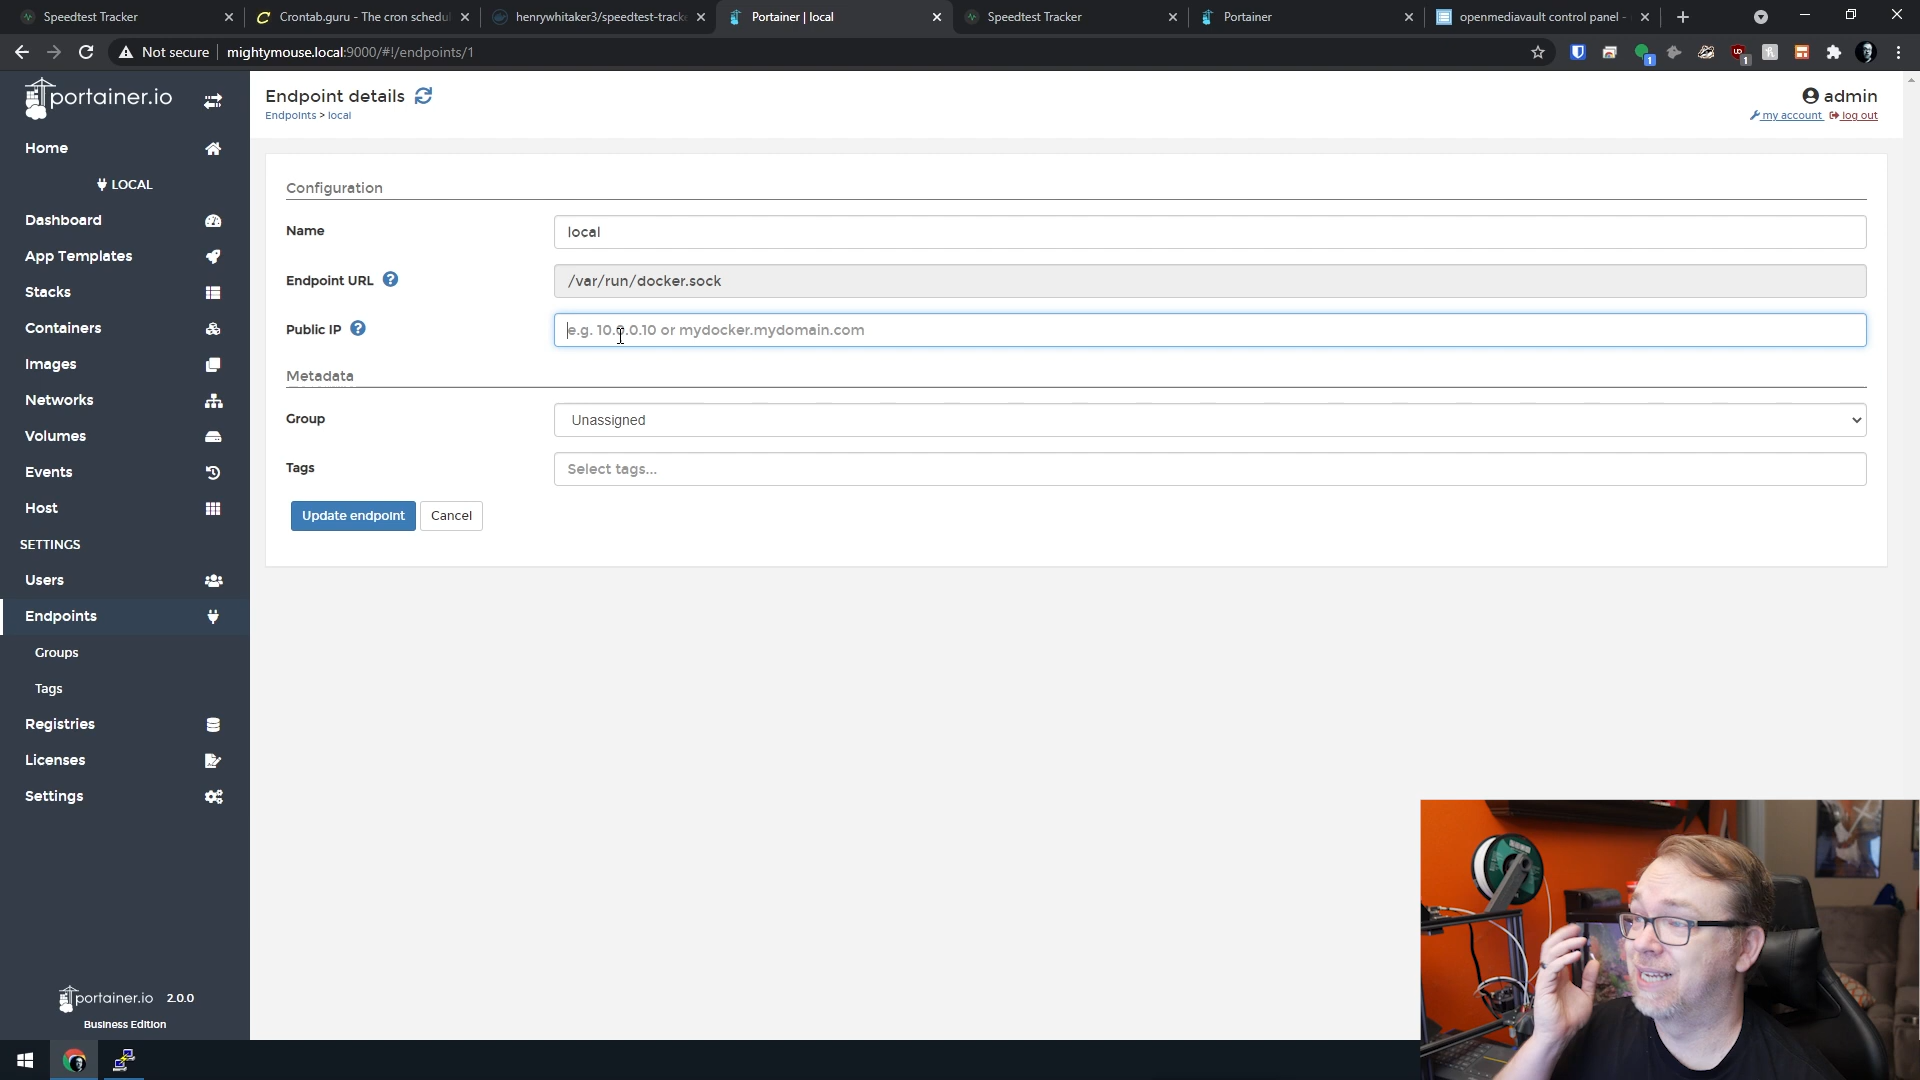 Speedtest Tracker
Crontab.guru - The cron schedul
henrywhitaker3/speedtest-tracke
Portainer | local
Speedtest Tracker
Portainer
openmediavault control panel -
Not secure
mightymouse.local:9000/#!/endpoints/1
portainer.io
Endpoint details
Endpoints > local
admin
my account
log out
Home
LOCAL
Dashboard
App Templates
Stacks
Containers
Images
Networks
Volumes
Events
Host
SETTINGS
Users
Endpoints
Groups
Tags
Registries
Licenses
Settings
portainer.io 2.0.0
Business Edition
Configuration
Name
local
Endpoint URL
/var/run/docker.sock
Public IP
e.g. 10.0.0.10 or mydocker.mydomain.com
Metadata
Group
Unassigned
Tags
Select tags...
Update endpoint
Cancel